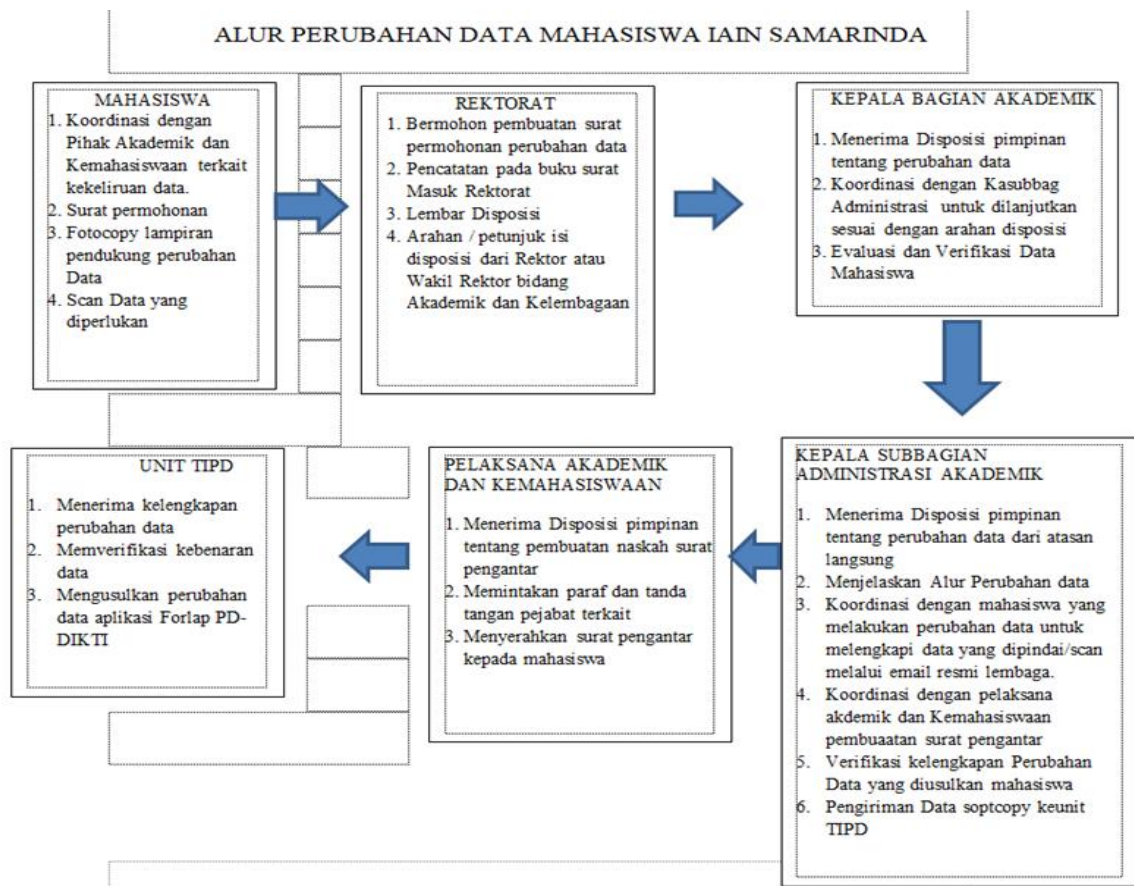 ALUR PERUBAHAN DATA MAHASISWA IAIN SAMARINDA
MAHASISWA
1. Koordinasi dengan
Pihak Akademik dan
Kemahasiswaan terkait
kekeliruan data.
2. Surat permohonan
3. Fotocopy lampiran
pendukung perubahan
Data
4. Scan Data yang
diperlukan
REKTORAT
1. Bermohon pembuatan surat
permohonan perubahan data
2. Pencatatan pada buku surat
Masuk Rektorat
3. Lembar Disposisi
4. Arahan / petunjuk isi
disposisi dari Rektor atau
Wakil Rektor bidang
Akademik dan Kelembagaan
KEPALA BAGIAN AKADEMIK
1. Menerima Disposisi pimpinan
tentang perubahan data
2. Koordinasi dengan Kasubbag
Administrasi untuk dilanjutkan
sesuai dengan arahan disposisi
3. Evaluasi dan Verifikasi Data
Mahasiswa
KEPALA SUBBAGIAN
ADMINISTRASI AKADEMIK
1. Menerima Disposisi pimpinan
tentang perubahan data dari atasan
langsung
2. Menjelaskan Alur Perubahan data
3. Koordinasi dengan mahasiswa yang
melakukan perubahan data untuk
melengkapi data yang dipindai/scan
melalui email resmi lembaga.
4. Koordinasi dengan pelaksana
akdemik dan Kemahasiswaan
pembuaatan surat pengantar
5. Verifikasi kelengkapan Perubahan
Data yang diusulkan mahasiswa
6. Pengiriman Data soptcopy keunit
TIPD
PELAKSANA AKADEMIK
DAN KEMAHASISWAAN
1. Menerima Disposisi pimpinan
tentang pembuatan naskah surat
pengantar
2. Memintakan paraf dan tanda
tangan pejabat terkait
3. Menyerahkan surat pengantar
kepada mahasiswa
UNIT TIPD
1. Menerima kelengkapan
perubahan data
2. Memverifikasi kebenaran
data
3. Mengusulkan perubahan
data aplikasi Forlap PD-
DIKTI